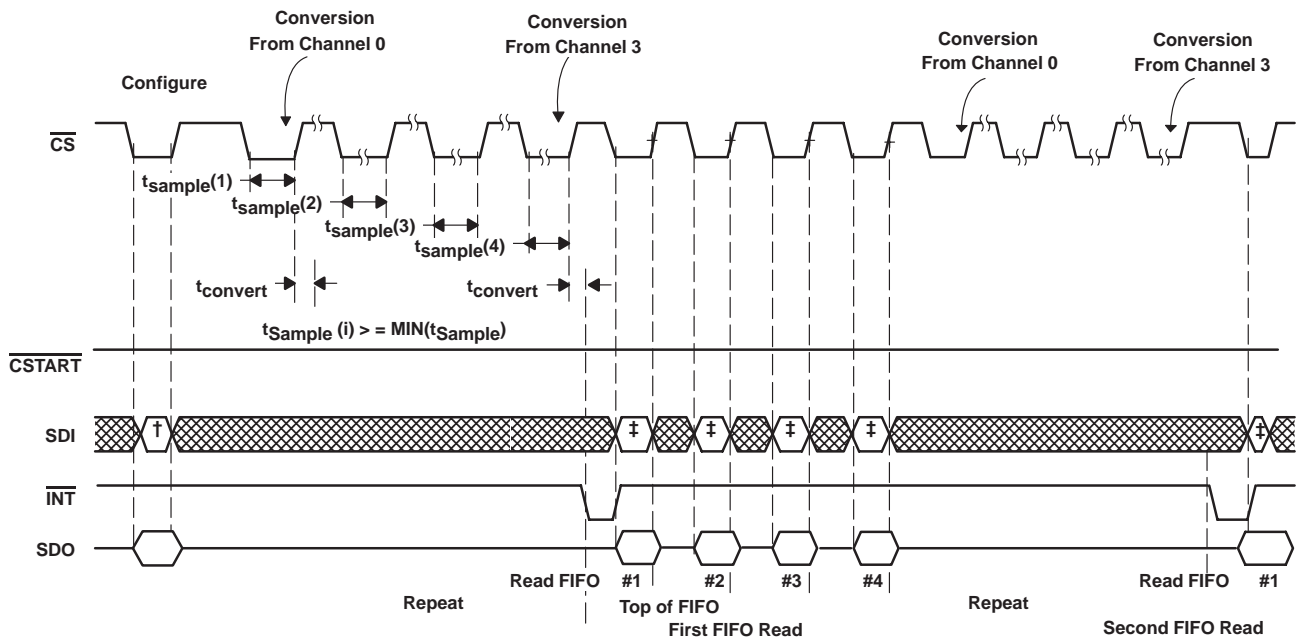 Conversion
From Channel 0
Conversion
From Channel 3
Conversion
From Channel 0
Conversion
From Channel 3
Configure
CS
tsample(1)
tsample(2)
tsample(3)
tsample(4)
tconvert
tconvert
tSample (i) > = MIN(tSample)
CSTART
SDI
†
‡
‡
‡
‡
‡
INT
SDO
Read FIFO
#1
#2
#3
#4
Read FIFO
#1
Repeat
Top of FIFO
Repeat
First FIFO Read
Second FIFO Read